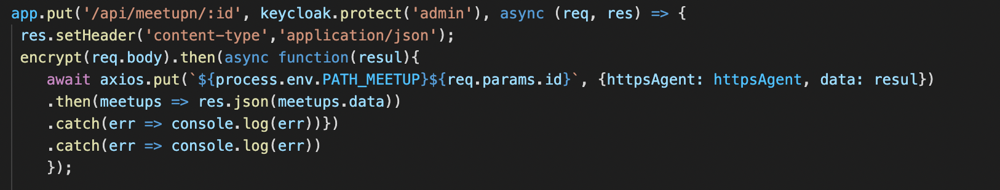 app.put('/api/meetupn/:id', keycloak.protect('admin'), async (req, res) => {
res.setHeader('content-type','application/json');
encrypt(req.body).then(async function(resul){
await axios.put(`${process.env.PATH_MEETUP}${req.params.id}`, {httpsAgent: httpsAgent, data: resul})
.then(meetups => res.json(meetups.data))
.catch(err => console.log(err))})
.catch(err => console.log(err))
});